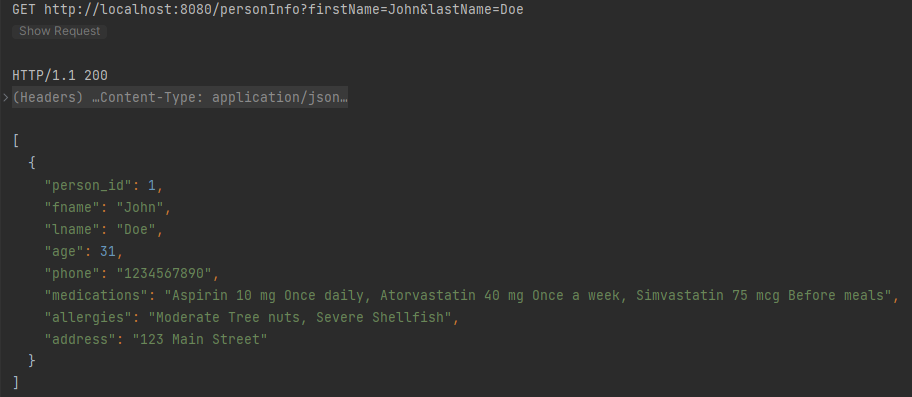 GET http://localhost:8080/personInfo?firstName=John&lastName=Doe
Show Request
HTTP/1.1 200
(Headers) …Content-Type: application/json…
[
{
"person_id": 1,
"fname": "John",
"lname": "Doe",
"age": 31,
"phone": "1234567890",
"medications": "Aspirin 10 mg Once daily, Atorvastatin 40 mg Once a week, Simvastatin 75 mcg Before meals",
"allergies": "Moderate Tree nuts, Severe Shellfish",
"address": "123 Main Street"
}
]